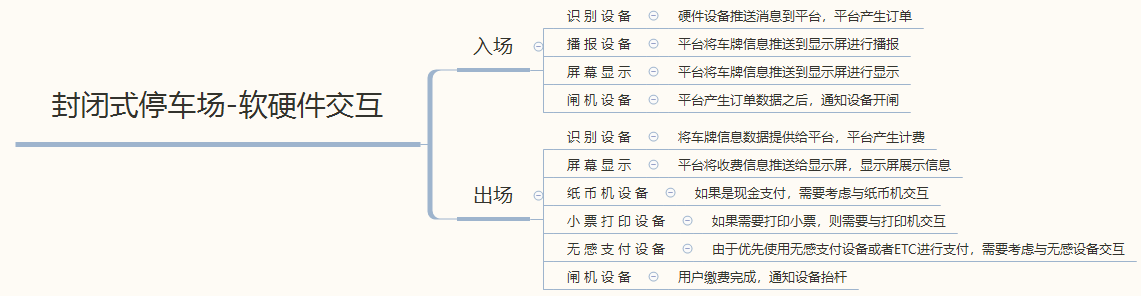 封闭式停车场-软硬件交互
入场
识别设备 硬件设备推送消息到平台，平台产生订单
播报设备 平台将车牌信息推送到显示屏进行播报
屏幕显示 平台将车牌信息推送到显示屏进行显示
闸机设备 平台产生订单数据之后，通知设备开闸
出场
识别设备 将车牌信息数据提供给平台，平台产生计费
屏幕显示 平台将收费信息推送给显示屏，显示屏展示信息
纸币机设备 如果是现金支付，需要考虑与纸币机交互
小票打印设备 如果需要打印小票，则需要与打印机交互
无感支付设备 由于优先使用无感支付设备或者ETC进行支付，需要考虑与无感设备交互
闸机设备 用户缴费完成，通知设备抬杆